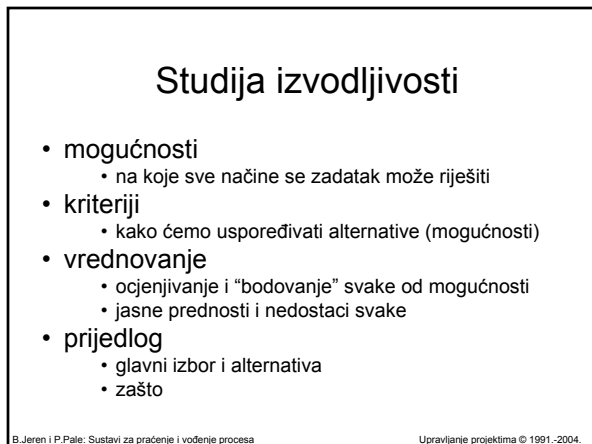 Studija izvodljivosti
• mogućnosti
• na koje sve načine se zadatak može riješiti
• kriteriji
• kako ćemo uspoređivati alternative (mogućnosti)
• vrednovanje
• ocjenjivanje i “bodovanje” svake od mogućnosti
• jasne prednosti i nedostaci svake
• prijedlog
• glavni izbor i alternativa
• zašto
B.Jeren i P.Pale: Sustavi za praćenje i vođenje procesa
Upravljanje projektima © 1991.-2004.